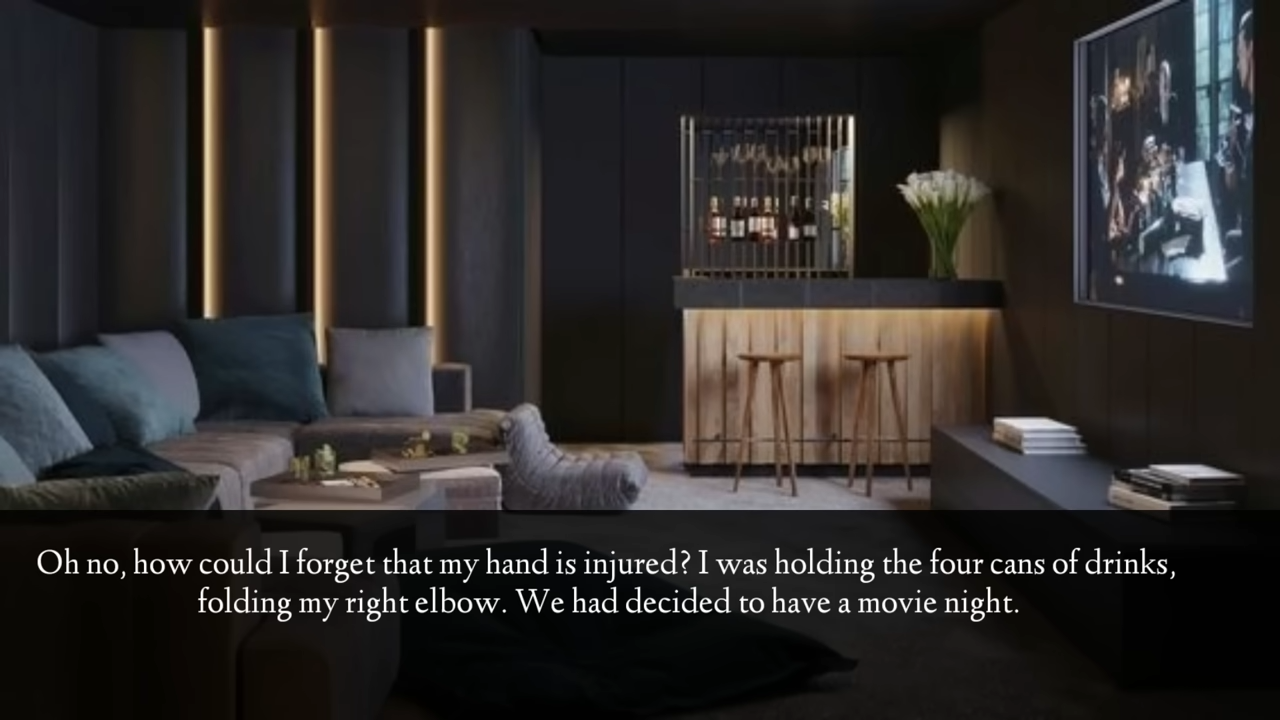 Oh no, how could I forget that my hand is injured? I was holding the four cans of drinks,
folding my right elbow. We had decided to have a movie night.